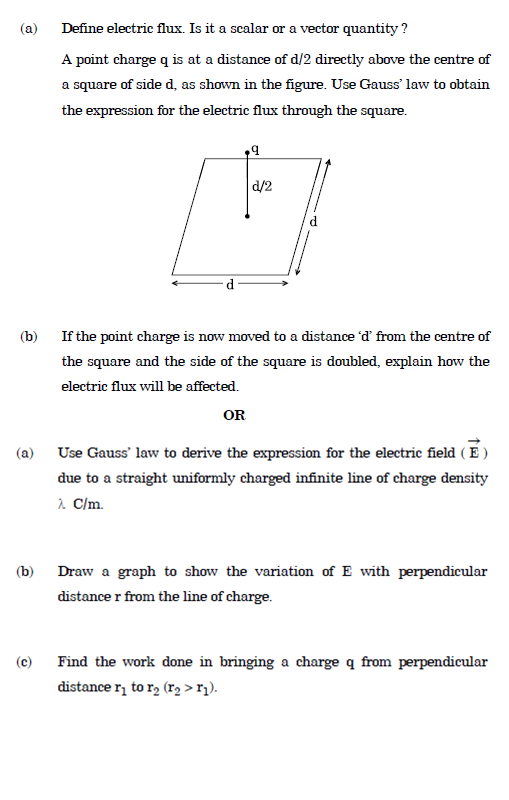 (a) Define electric flux. Is it a scalar or a vector quantity ?
A point charge q is at a distance of d/2 directly above the centre of
a square of side d, as shown in the figure. Use Gauss' law to obtain
the expression for the electric flux through the square.
q
d/2
d
d
(b) If the point charge is now moved to a distance 'd' from the centre of
the square and the side of the square is doubled, explain how the
electric flux will be affected.
OR
(a) Use Gauss' law to derive the expression for the electric field ( E⃗ )
due to a straight uniformly charged infinite line of charge density
λ C/m.
(b) Draw a graph to show the variation of E with perpendicular
distance r from the line of charge.
(c) Find the work done in bringing a charge q from perpendicular
distance r₁ to r₂ (r₂ > r₁).